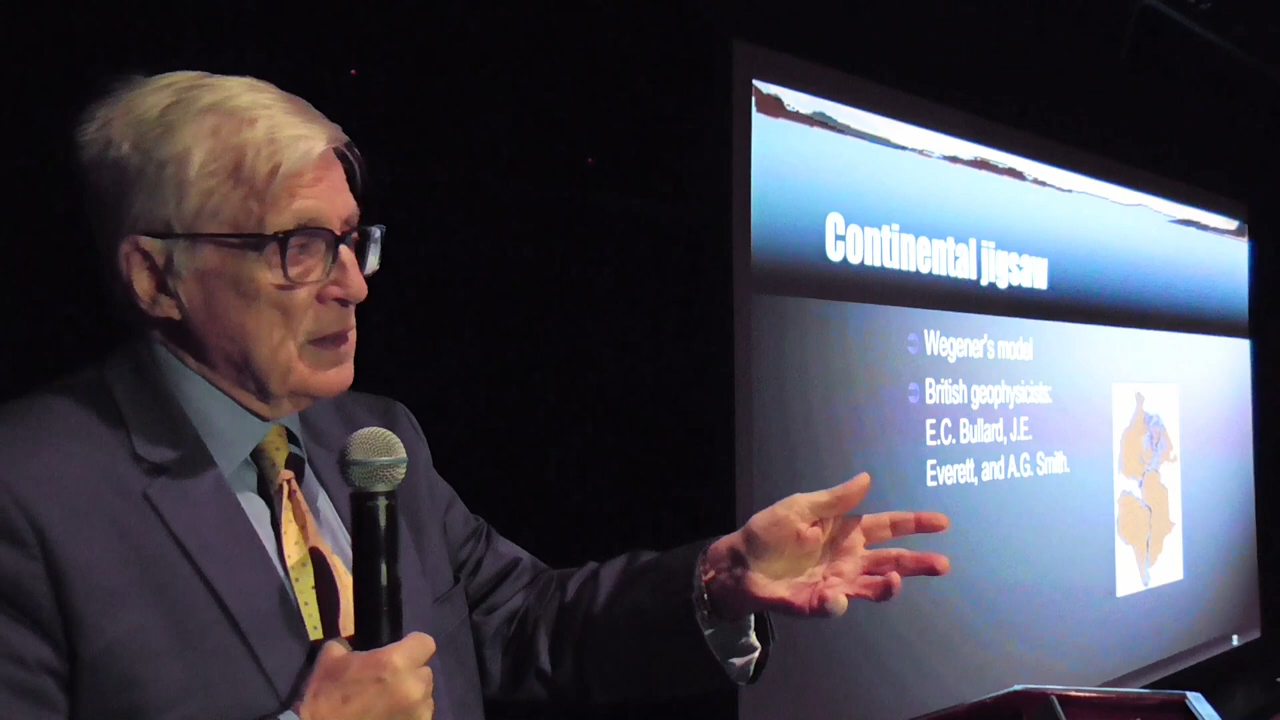 Continental jigsaw
Wegener's model
British geophysicists:
E.C. Bullard, J.E.
Everett, and A.G. Smith.